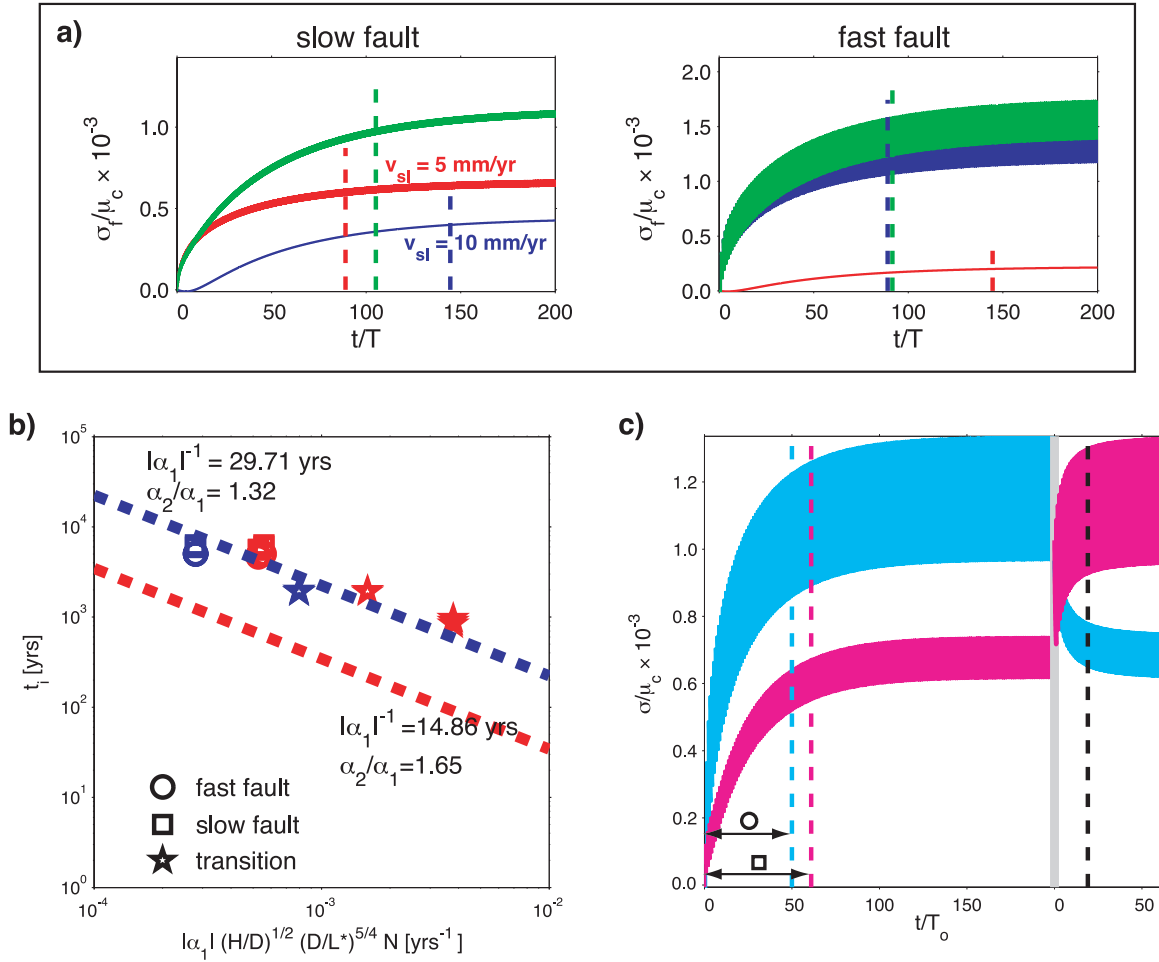 a)
slow fault
fast fault
σf/μc × 10-3
1.0
0.5
0.0
vsl = 5 mm/yr
vsl = 10 mm/yr
0 50 100 150 200
t/T
σf/μc × 10-3
2.0
1.5
1.0
0.5
0.0
0 50 100 150 200
t/T
b)
ti [yrs]
10^5
10^4
10^3
10^2
10^1
10^0
|α1|-1 = 29.71 yrs
α2/α1= 1.32
|α1|-1 =14.86 yrs
α2/α1= 1.65
fast fault
slow fault
transition
10-4 10-3 10-2
|α1| (H/D)1/2 (D/L*)5/4 N [yrs-1]
c)
σ/μc × 10-3
1.2
1.0
0.8
0.6
0.4
0.2
0.0
0 50 100 150 0 50
t/To